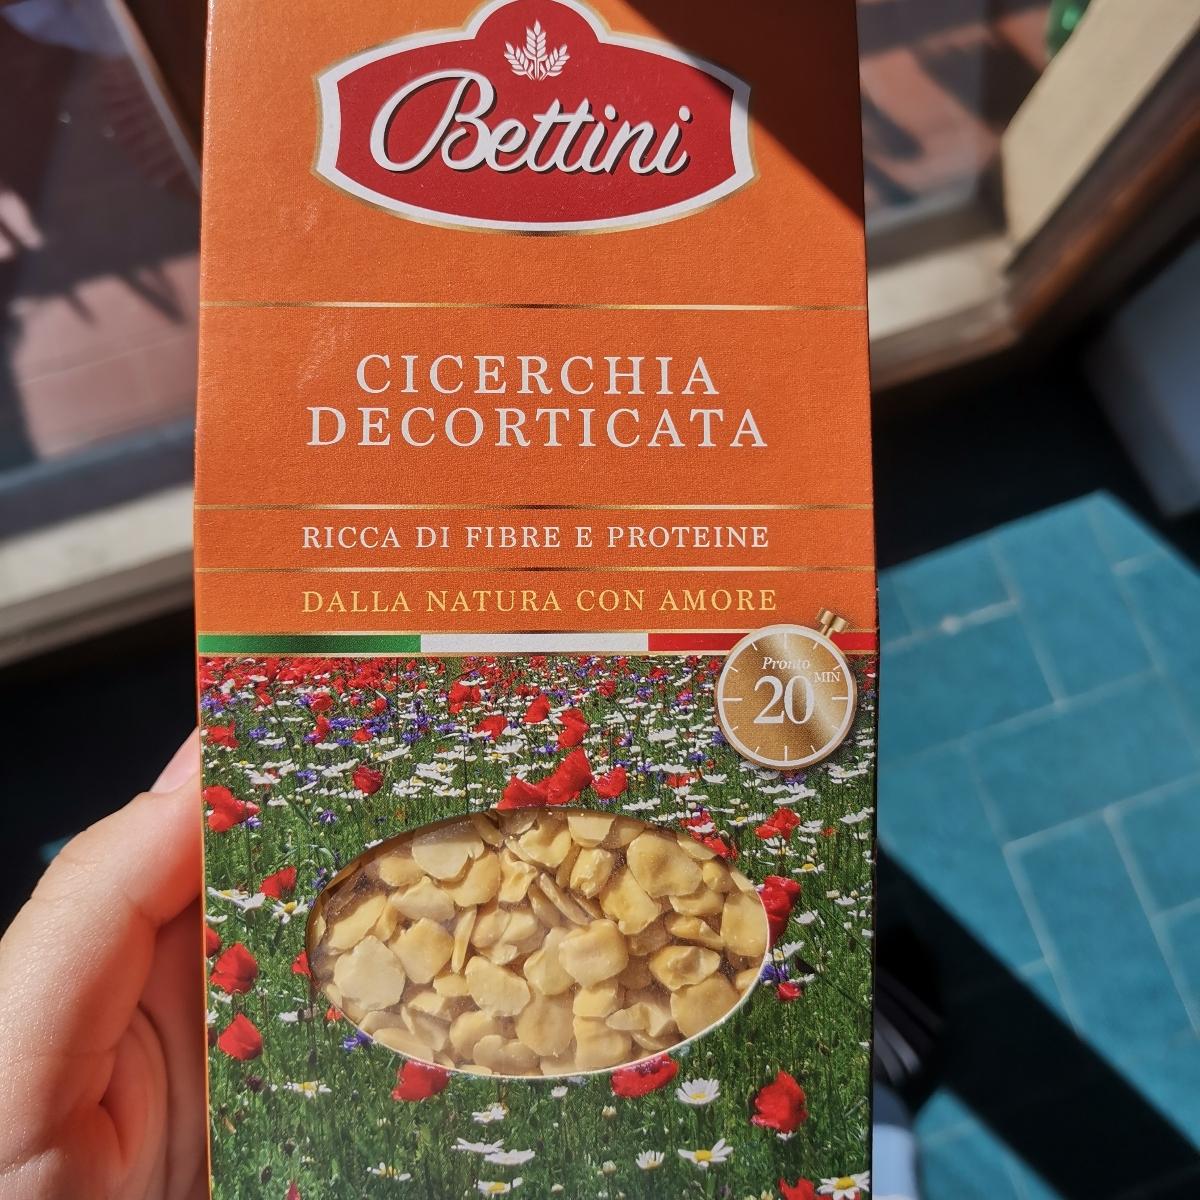 Bettini
CICERCHIA
DECORTICATA
RICCA DI FIBRE E PROTEINE
DALLA NATURA CON AMORE
Pronto
20 MIN